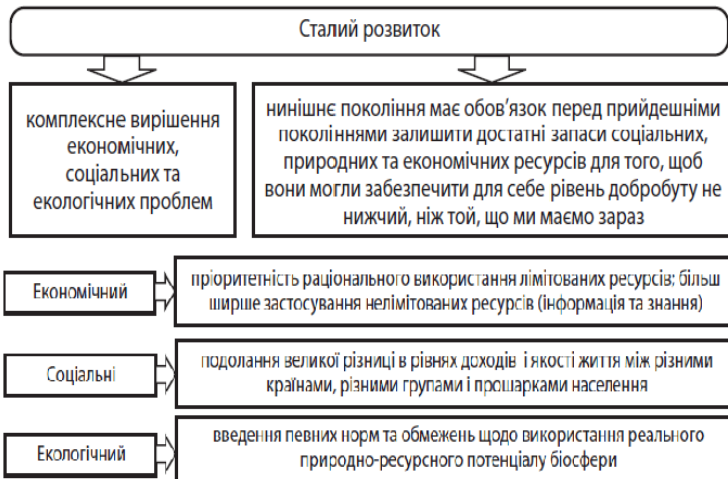 Сталий розвиток
комплексне вирішення
економічних,
соціальних та
екологічних проблем
нинішнє покоління має обов’язок перед прийдешніми
поколіннями залишити достатні запаси соціальних,
природних та економічних ресурсів для того, щоб
вони могли забезпечити для себе рівень добробуту не
нижчий, ніж той, що ми маємо зараз
Економічний
пріоритетність раціонального використання лімітованих ресурсів; більш
ширше застосування нелімітованих ресурсів (інформація та знання)
Соціальні
подолання великої різниці в рівнях доходів і якості життя між різними
країнами, різними групами і прошарками населення
Екологічний
введення певних норм та обмежень щодо використання реального
природно-ресурсного потенціалу біосфери